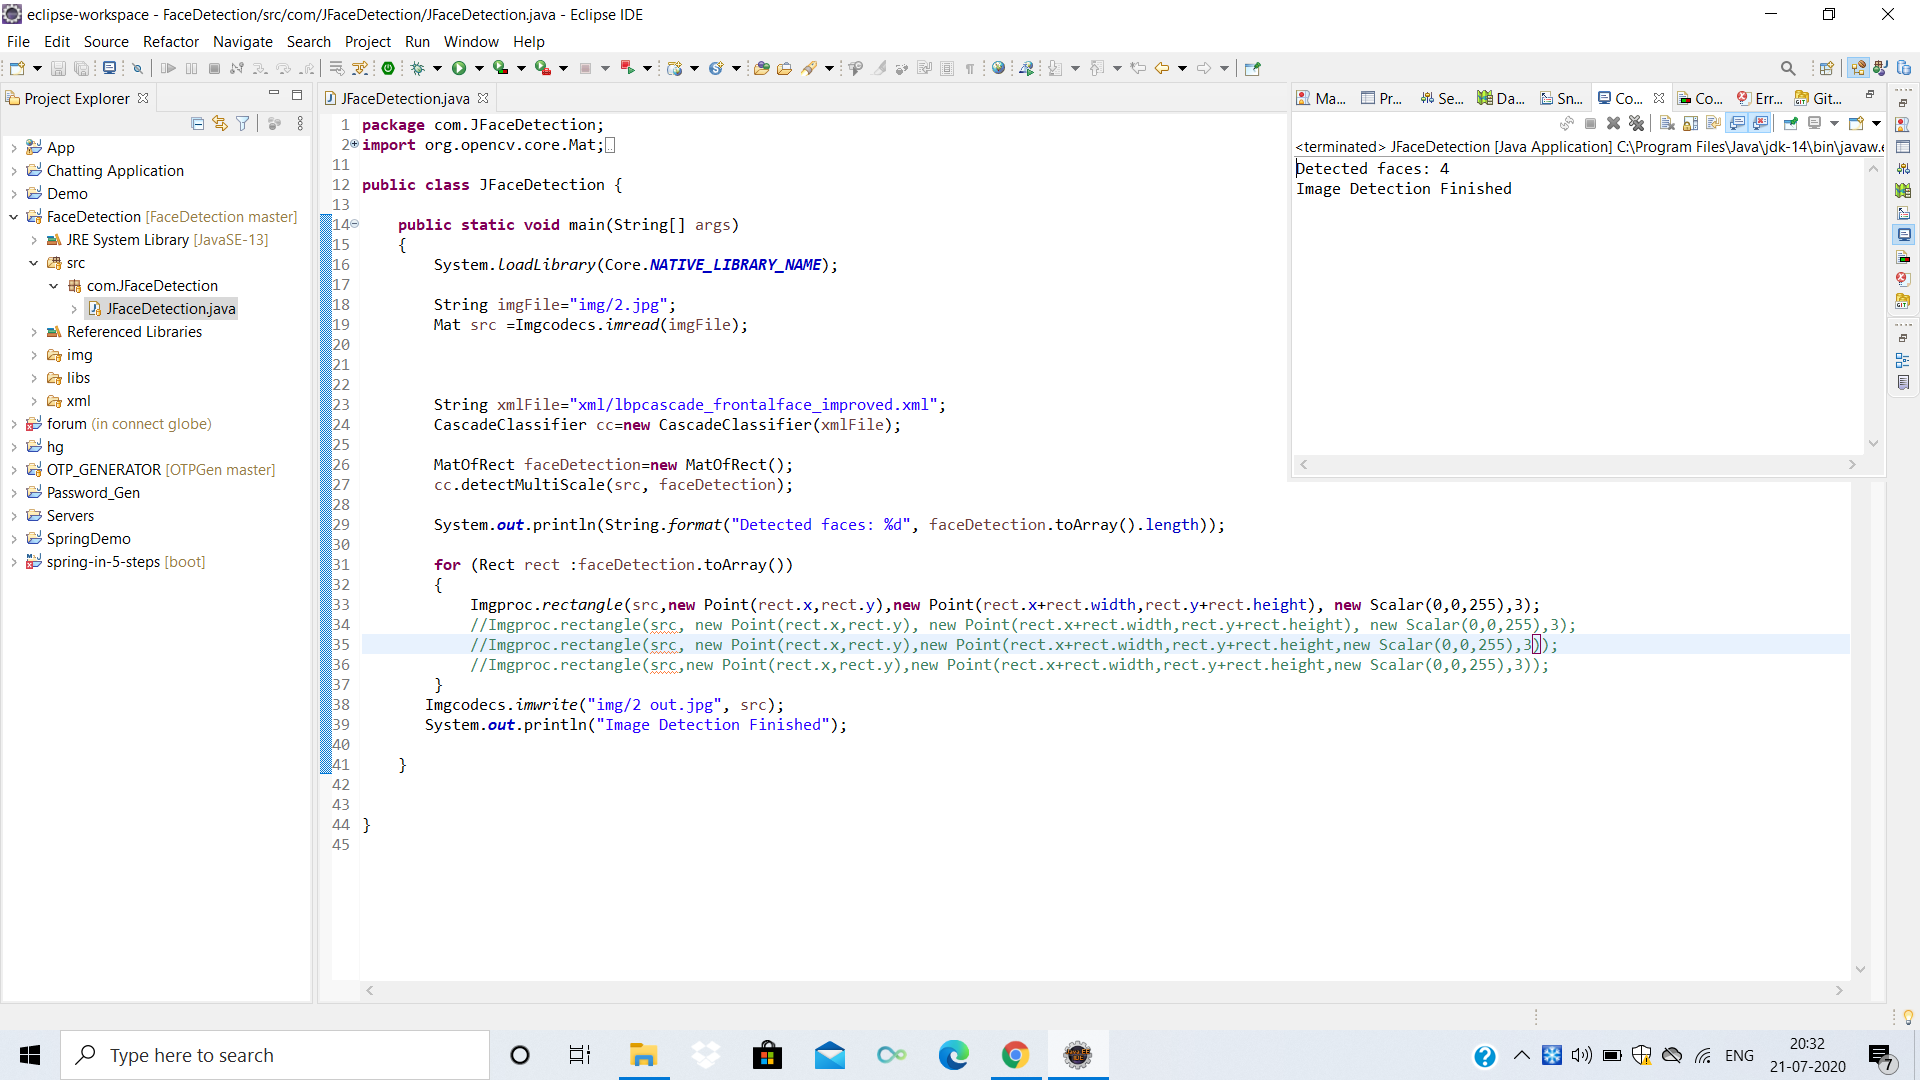 eclipse-workspace - FaceDetection/src/com/JFaceDetection/JFaceDetection.java - Eclipse IDE
File Edit Source Refactor Navigate Search Project Run Window Help
Project Explorer
App
Chatting Application
Demo
FaceDetection [FaceDetection master]
JRE System Library [JavaSE-13]
src
com.JFaceDetection
JFaceDetection.java
Referenced Libraries
img
libs
xml
forum (in connect globe)
hg
OTP_GENERATOR [OTPGen master]
Password_Gen
Servers
SpringDemo
spring-in-5-steps [boot]
JFaceDetection.java
1 package com.JFaceDetection;
2 import org.opencv.core.Mat;
11
12 public class JFaceDetection {
13
14 public static void main(String[] args)
15 {
16 System.loadLibrary(Core.NATIVE_LIBRARY_NAME);
17
18 String imgFile="img/2.jpg";
19 Mat src =Imgcodecs.imread(imgFile);
20
21
22
23 String xmlFile="xml/lbpcascade_frontalface_improved.xml";
24 CascadeClassifier cc=new CascadeClassifier(xmlFile);
25
26 MatOfRect faceDetection=new MatOfRect();
27 cc.detectMultiScale(src, faceDetection);
28
29 System.out.println(String.format("Detected faces: %d", faceDetection.toArray().length));
30
31 for (Rect rect :faceDetection.toArray())
32 {
33 Imgproc.rectangle(src,new Point(rect.x,rect.y),new Point(rect.x+rect.width,rect.y+rect.height), new Scalar(0,0,255),3);
34 //Imgproc.rectangle(src, new Point(rect.x,rect.y), new Point(rect.x+rect.width,rect.y+rect.height), new Scalar(0,0,255),3);
35 //Imgproc.rectangle(src, new Point(rect.x,rect.y),new Point(rect.x+rect.width,rect.y+rect.height,new Scalar(0,0,255),3));
36 //Imgproc.rectangle(src,new Point(rect.x,rect.y),new Point(rect.x+rect.width,rect.y+rect.height,new Scalar(0,0,255),3));
37 }
38 Imgcodecs.imwrite("img/2 out.jpg", src);
39 System.out.println("Image Detection Finished");
40
41 }
42
43
44 }
45
Ma... Pr... Se... Da... Sn... Co... Co... Err... Git...
<terminated> JFaceDetection [Java Application] C:\Program Files\Java\jdk-14\bin\javaw.e
Detected faces: 4
Image Detection Finished
Type here to search
ENG
20:32
21-07-2020
7